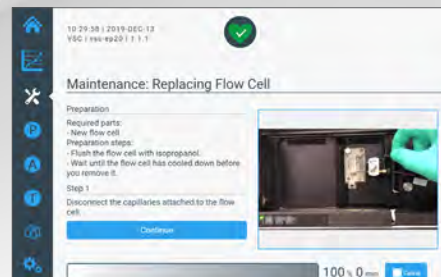 10:29:38 | 2019-DEC-13
Maintenance: Replacing Flow Cell
Preparation
Required parts:
- New flow cell
Preparation steps:
- Flush the flow cell with isopropanol.
- Wait until the flow cell has cooled down before
you remove it.
Step 1
Disconnect the capillaries attached to the flow
cell.
Continue
P
A
T
100 % 0 min